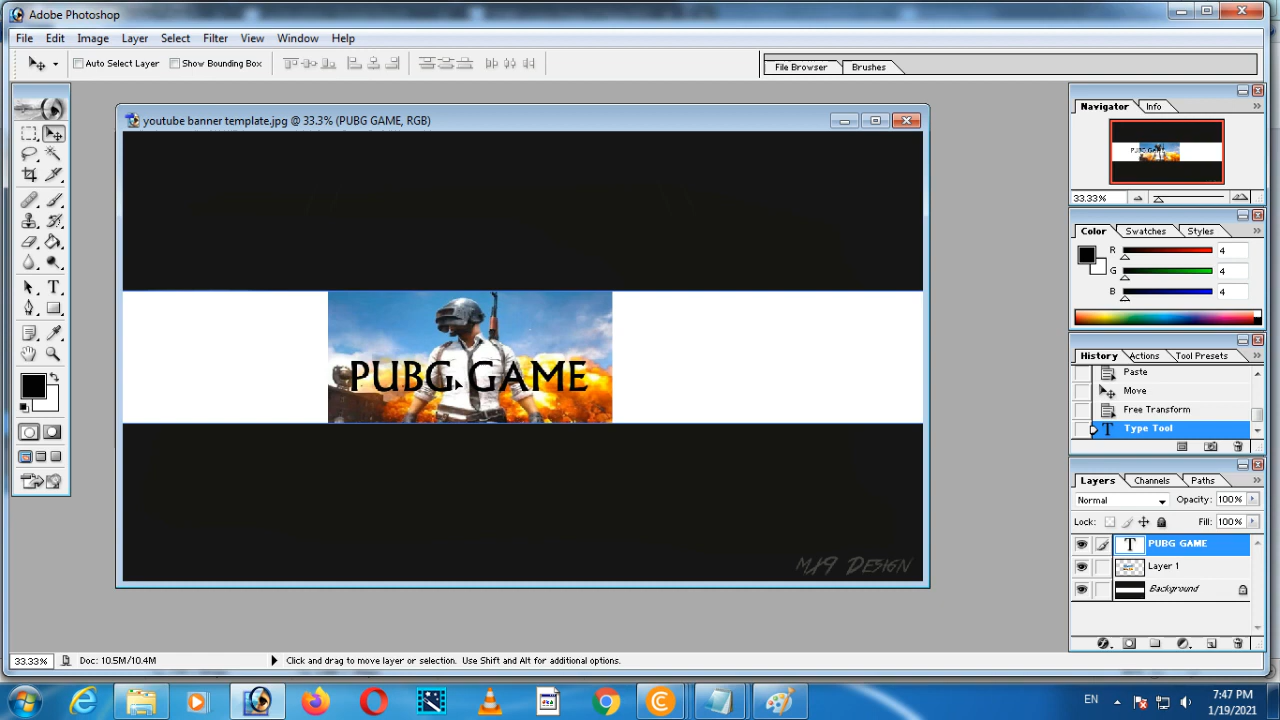 Adobe Photoshop
File Edit Image Layer Select Filter View Window Help
Auto Select Layer Show Bounding Box File Browser Brushes
youtube banner template.jpg @ 33.3% (PUBG GAME, RGB)
PUBG GAME
MJ9 DESIGN
Navigator Info
33.33%
Color Swatches Styles
R 4
G 4
B 4
History Actions Tool Presets
Paste
Move
Free Transform
T Type Tool
Layers Channels Paths
Normal Opacity: 100%
Lock: Fill: 100%
T PUBG GAME
Layer 1
Background
33.33% Doc: 10.5M/10.4M Click and drag to move layer or selection. Use Shift and Alt for additional options.
EN 7:47 PM
1/19/2021